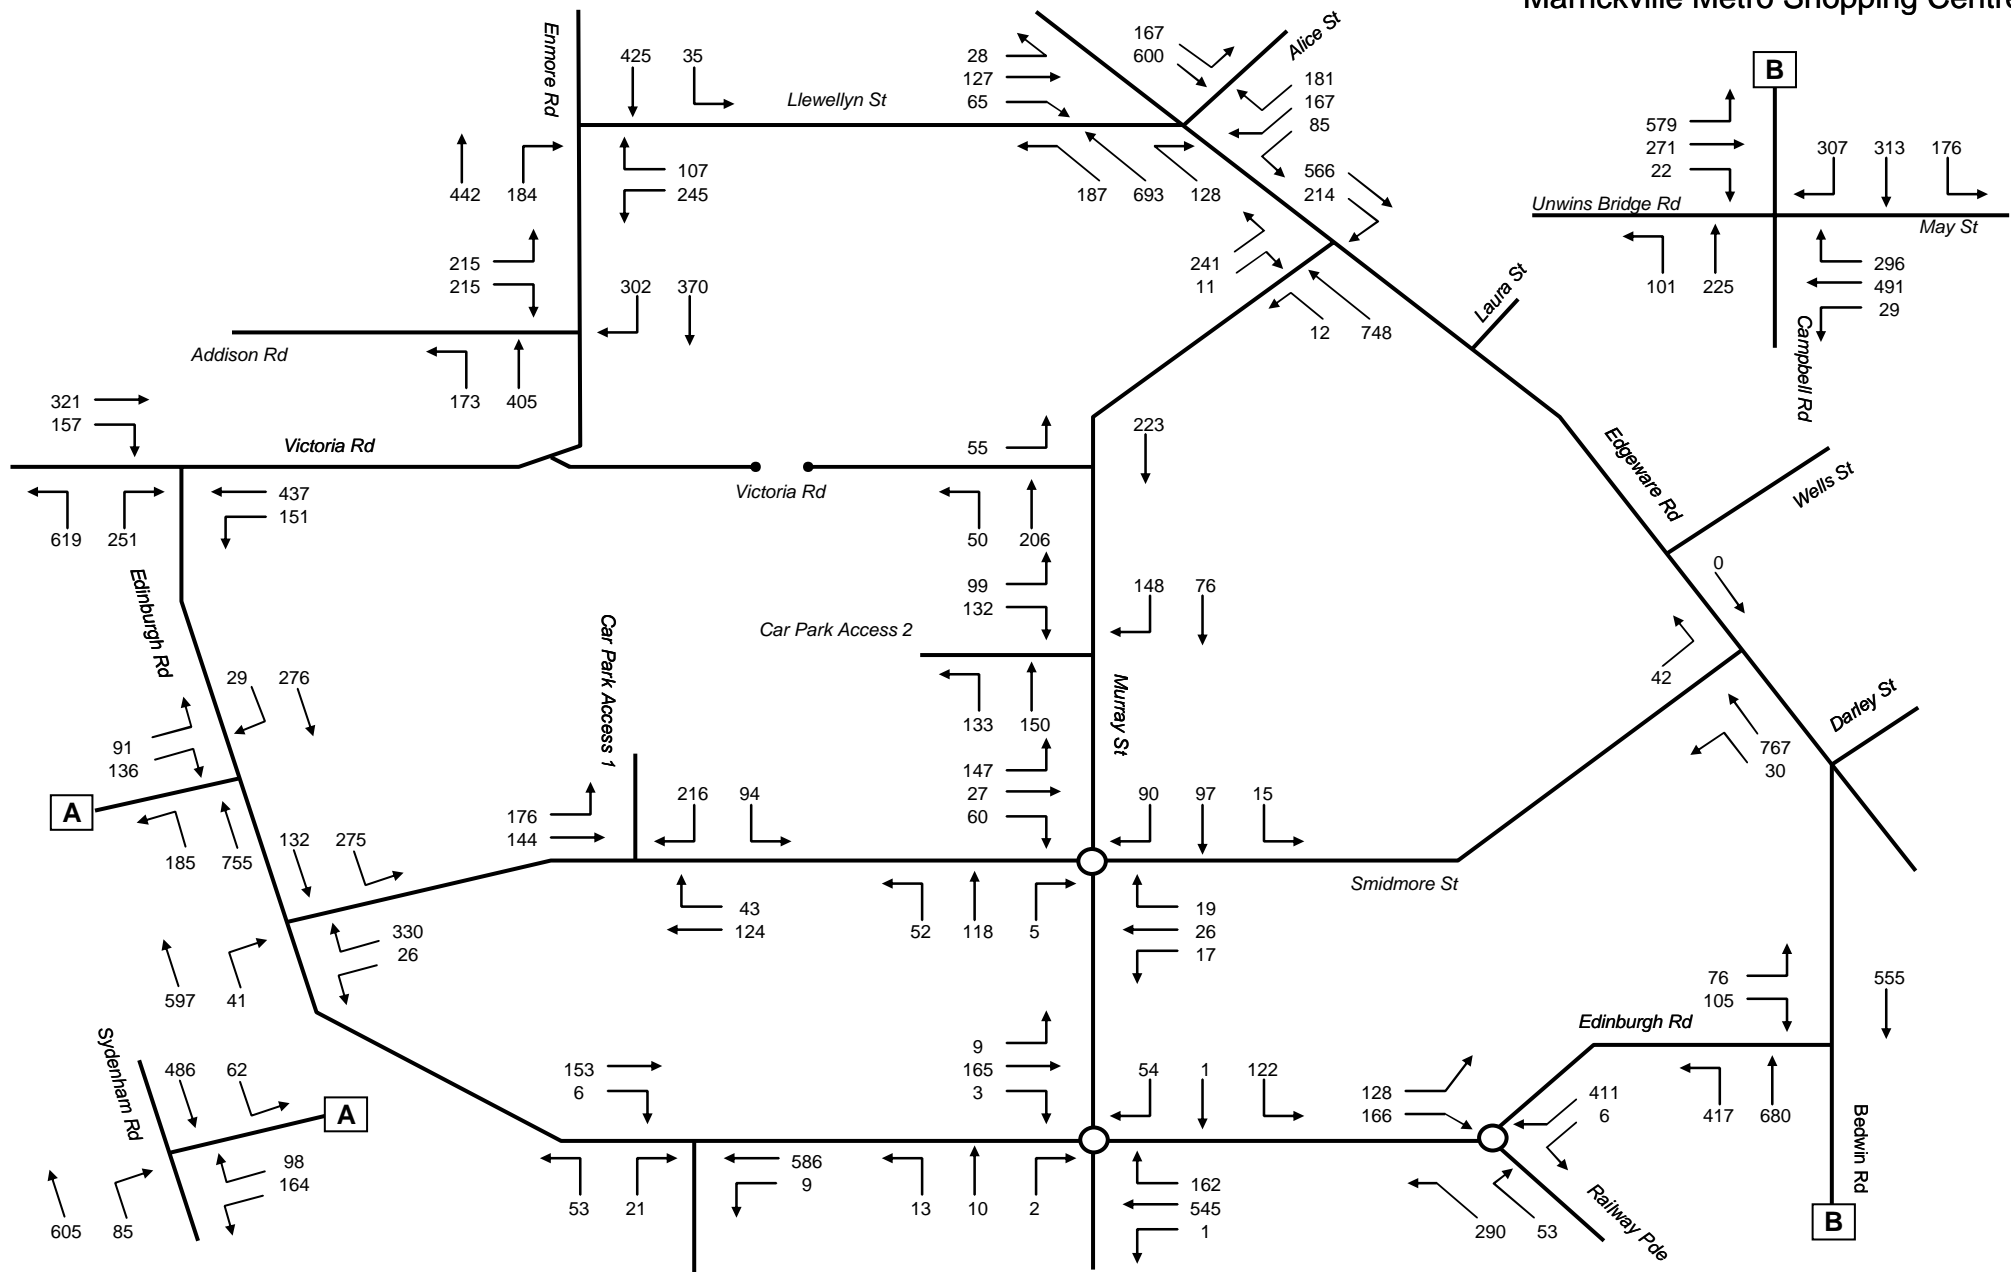 Marrickville Metro Shopping Centre
Enmore Rd
425 35
Llewellyn St
28
127
65
167
600
Alice St
181
167
85
B
579
271
22
307 313 176
Unwins Bridge Rd
May St
101 225
296
491
29
Campbell Rd
442 184
107
245
187 693 128
566
214
215
215
302 370
241
11
12 748
Laura St
Addison Rd
173 405
321
157
Victoria Rd
55
223
Victoria Rd
Edgeware Rd
Wells St
437
151
619 251
50 206
Edinburgh Rd
99
132
148 76
0
Car Park Access 1
Car Park Access 2
42
29 276
133 150
Murray St
Darley St
91
136
767
30
A
147
27
60
176
144
216 94
90 97 15
185 755
132 275
Smidmore St
330
26
43
124
52 118 5
19
26
17
597 41
76
105
555
Sydenham Rd
486 62
A
153
6
9
165
3
54 1 122
Edinburgh Rd
128
166
411
6
417 680
Bedwin Rd
98
164
586
9
605 85
53 21
13 10 2
162
545
1
290 53
Railway Pde
B